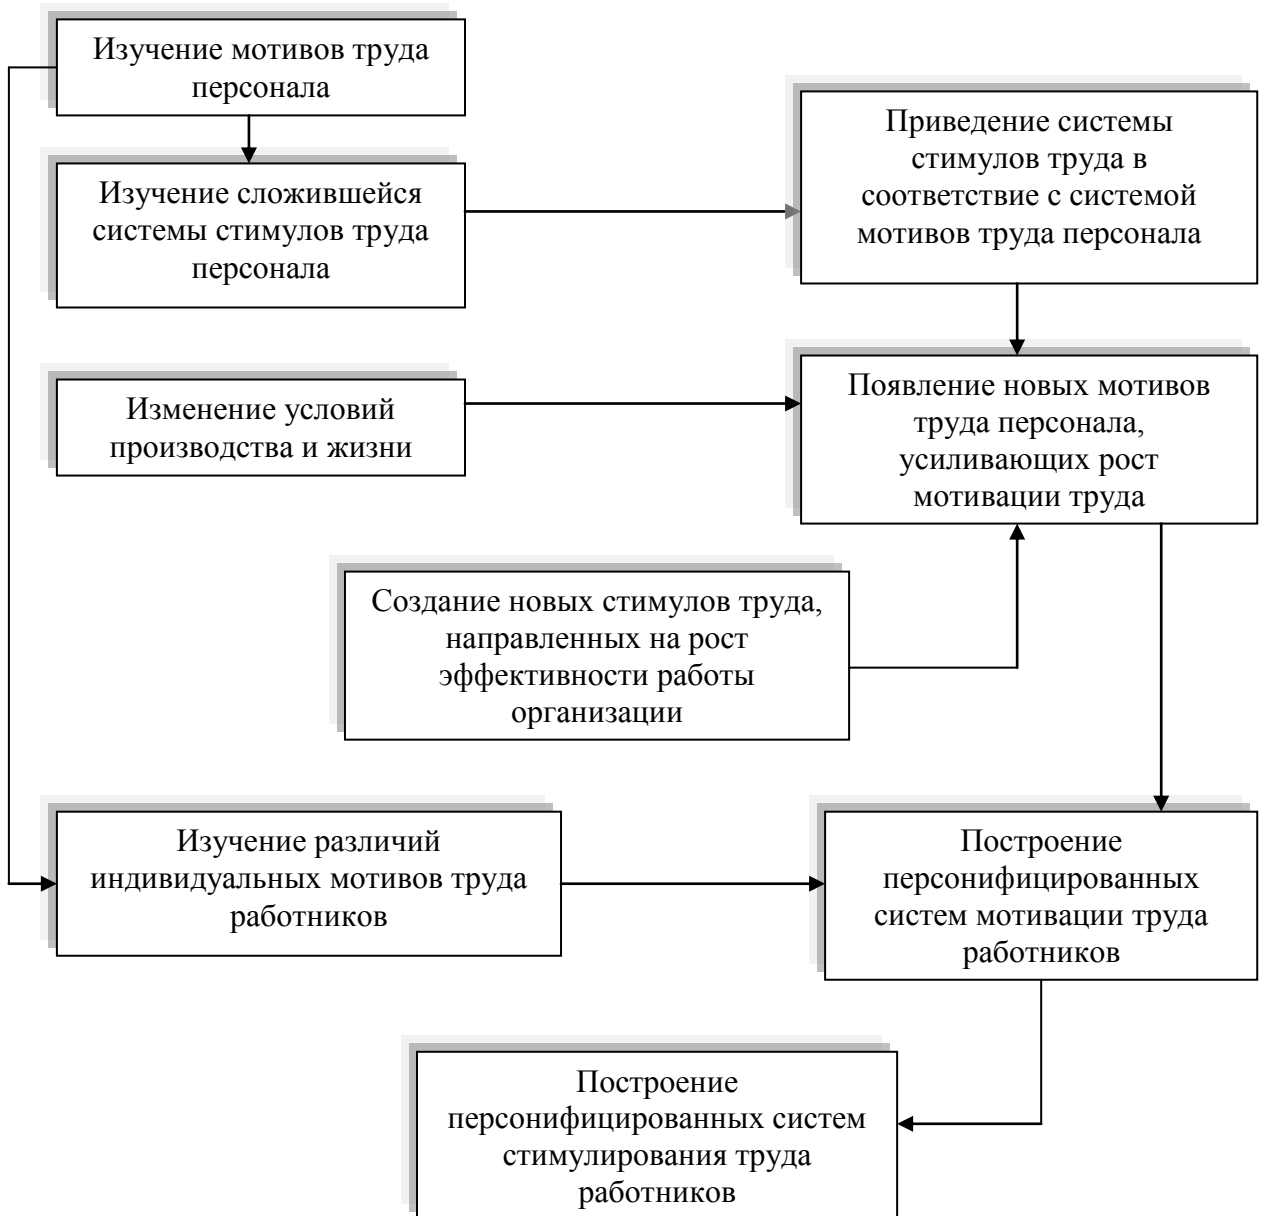 Изучение мотивов труда
персонала
Изучение сложившейся
системы стимулов труда
персонала
Приведение системы
стимулов труда в
соответствие с системой
мотивов труда персонала
Изменение условий
производства и жизни
Появление новых мотивов
труда персонала,
усиливающих рост
мотивации труда
Создание новых стимулов труда,
направленных на рост
эффективности работы
организации
Изучение различий
индивидуальных мотивов труда
работников
Построение
персонифицированных
систем мотивации труда
работников
Построение
персонифицированных систем
стимулирования труда
работников